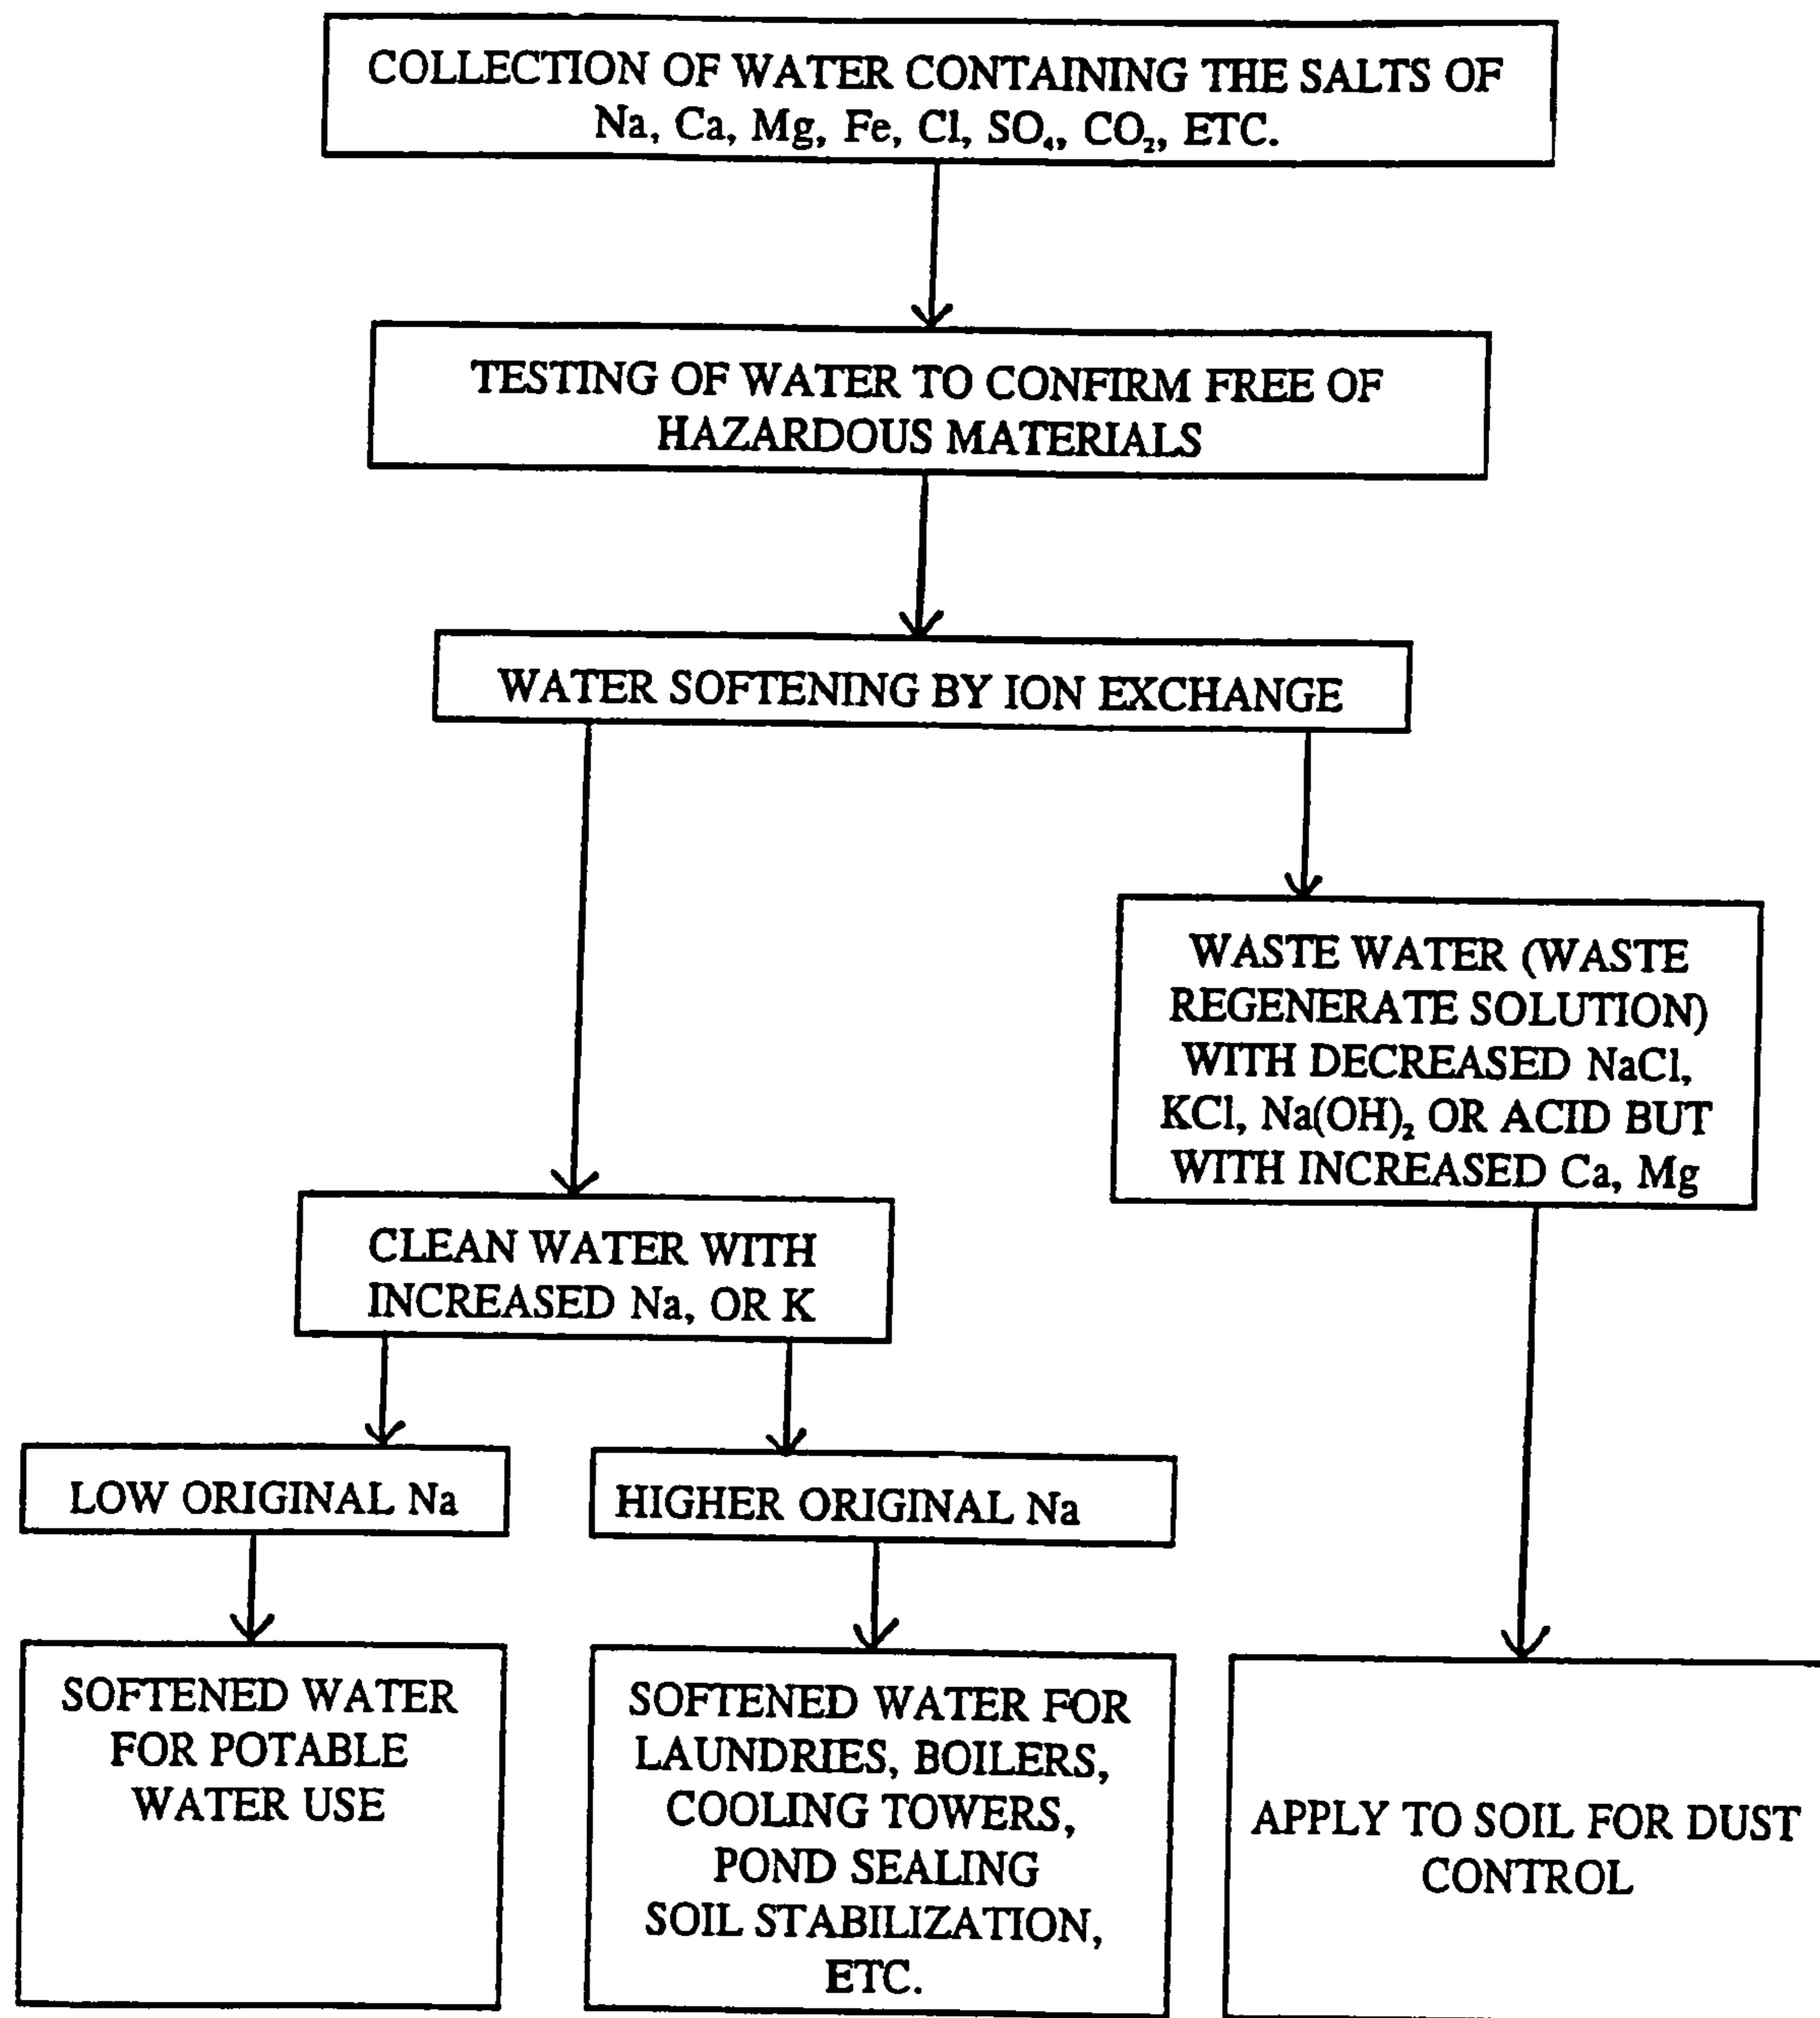 COLLECTION OF WATER CONTAINING THE SALTS OF
Na, Ca, Mg, Fe, Cl, SO₄, CO₂, ETC.
TESTING OF WATER TO CONFIRM FREE OF
HAZARDOUS MATERIALS
WATER SOFTENING BY ION EXCHANGE
WASTE WATER (WASTE
REGENERATE SOLUTION)
WITH DECREASED NaCl,
KCl, Na(OH)₂ OR ACID BUT
WITH INCREASED Ca, Mg
CLEAN WATER WITH
INCREASED Na, OR K
LOW ORIGINAL Na
HIGHER ORIGINAL Na
SOFTENED WATER
FOR POTABLE
WATER USE
SOFTENED WATER FOR
LAUNDRIES, BOILERS,
COOLING TOWERS,
POND SEALING
SOIL STABILIZATION,
ETC.
APPLY TO SOIL FOR DUST
CONTROL